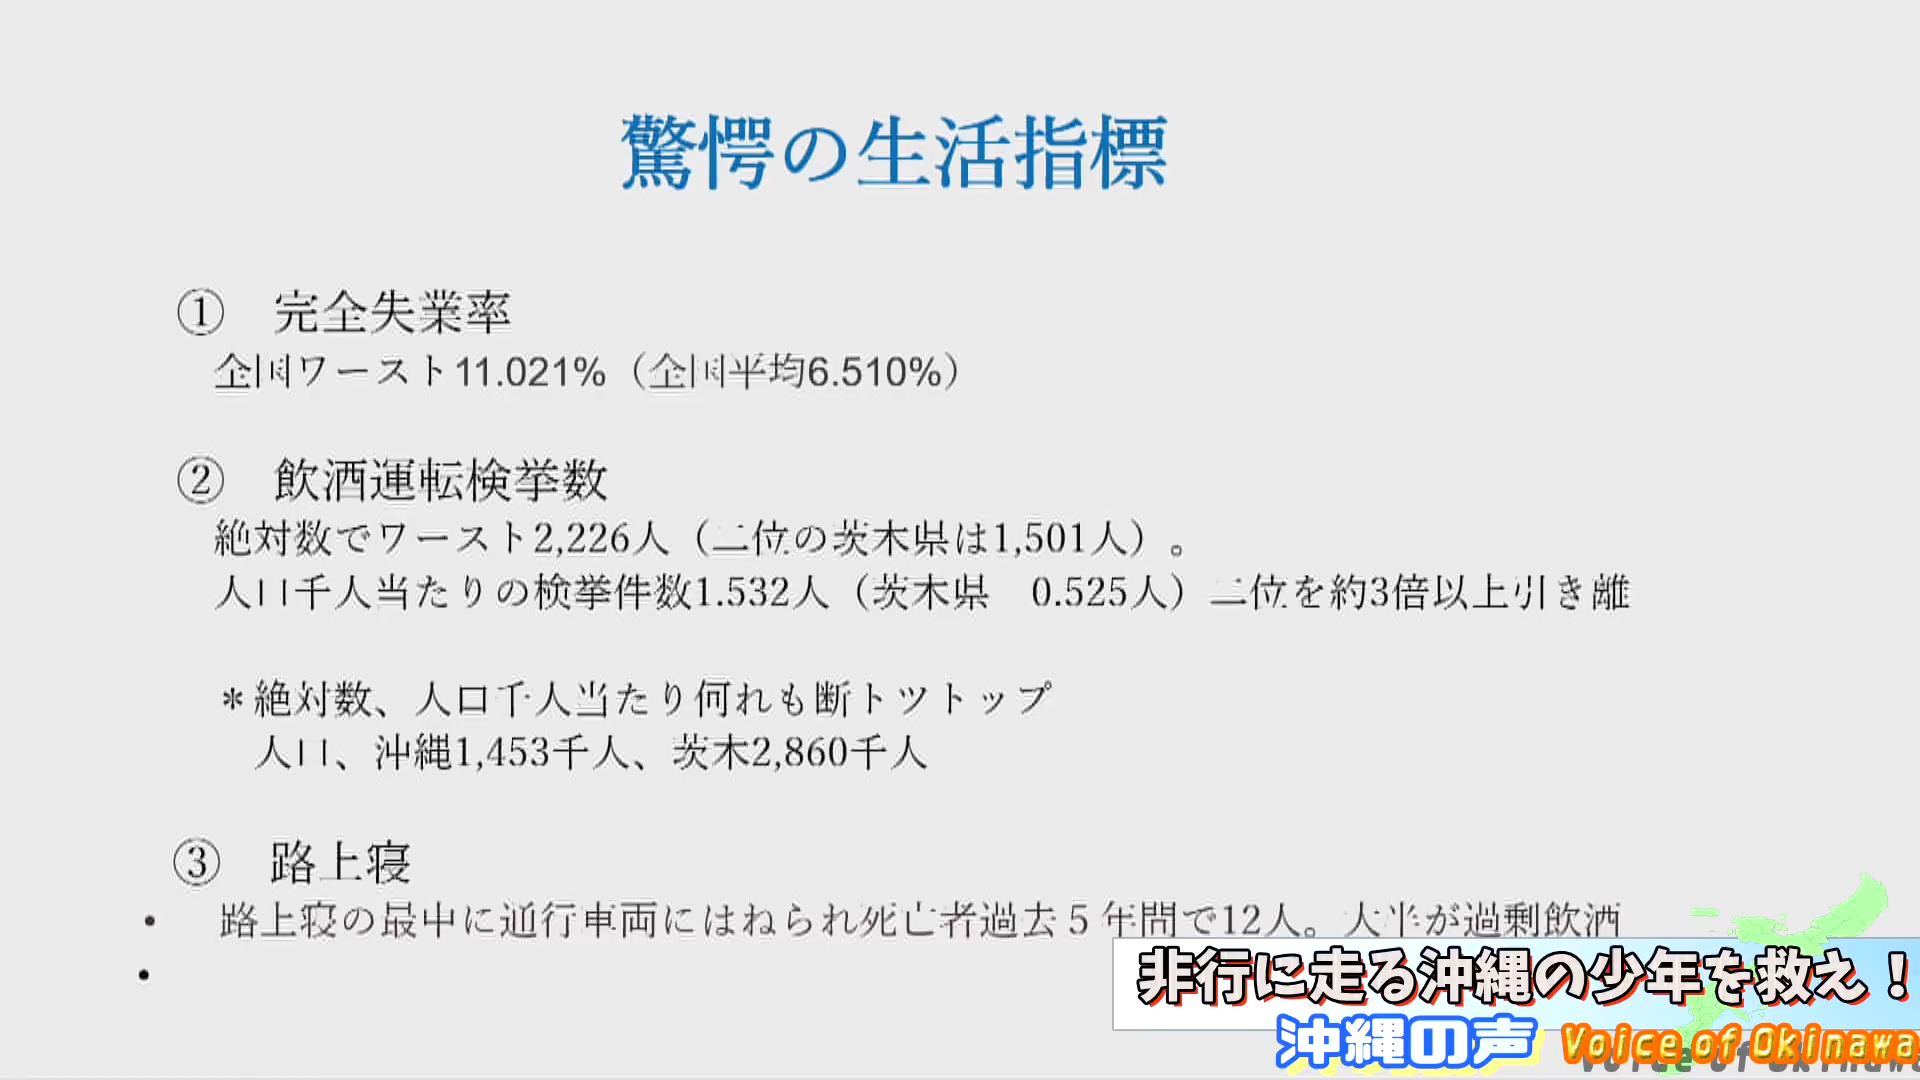 驚愕の生活指標
① 完全失業率
全国ワースト11.021%（全国平均6.510%）
② 飲酒運転検挙数
絶対数でワースト2,226人（二位の茨木県は1,501人）。
人口千人当たりの検挙件数1.532人（茨木県 0.525人）二位を約3倍以上引き離
＊絶対数、人口千人当たり何れも断トツトップ
人口、沖縄1,453千人、茨木2,860千人
③ 路上寝
• 路上寝の最中に通行車両にはねられ死亡者過去５年間で12人。大半が過剰飲酒
•
非行に走る沖縄の少年を救え！
沖縄の声 Voice of Okinawa